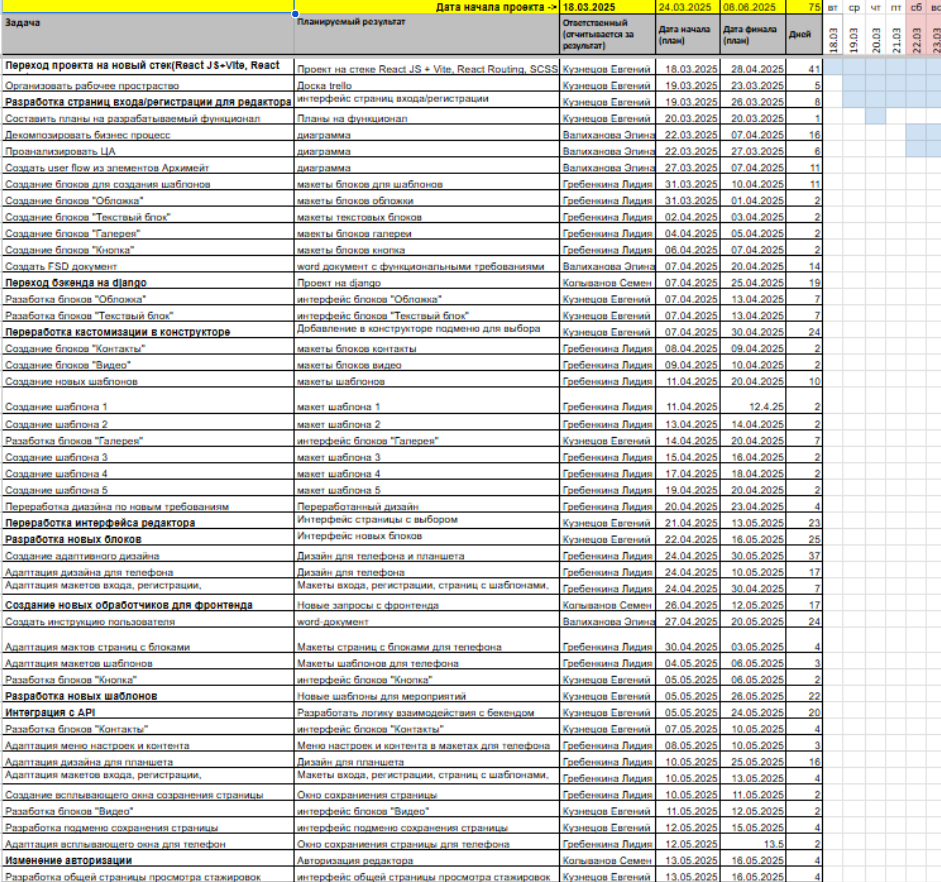 Дата начала проекта -> 18.03.2025 24.03.2025 08.06.2025 75 вт ср чт пт сб вс
Задача Планируемый результат Ответственный (отчитывается за результат) Дата начала (план) Дата финала (план) Дней 18.03 19.03 20.03 21.03 22.03 23.03
Переход проекта на новый стек(React JS+Vite, React Проект на стеке React JS + Vite, React Routing, SCSS Кузнецов Евгений 18.03.2025 28.04.2025 41
Организовать рабочее простраство Доска trello Кузнецов Евгений 19.03.2025 23.03.2025 5
Разработка страниц входа/регистрации для редактора интерфейс страниц входа/регистрации Кузнецов Евгений 19.03.2025 26.03.2025 8
Составить планы на разрабатываемый функционал Планы на функционал Кузнецов Евгений 20.03.2025 20.03.2025 1
Декомпозировать бизнес процесс диаграмма Валиханова Элина 22.03.2025 07.04.2025 16
Проанализировать ЦА диаграмма Валиханова Элина 22.03.2025 27.03.2025 6
Создать user flow из элементов Архимейт диаграмма Валиханова Элина 27.03.2025 07.04.2025 11
Создание блоков для создания шаблонов макеты блоков для шаблонов Гребенкина Лидия 31.03.2025 10.04.2025 11
Создание блоков "Обложка" макеты блоков обложки Гребенкина Лидия 31.03.2025 01.04.2025 2
Создание блоков "Текствый блок" макеты текстовых блоков Гребенкина Лидия 02.04.2025 03.04.2025 2
Создание блоков "Галерея" маекты блоков галереи Гребенкина Лидия 04.04.2025 05.04.2025 2
Создание блоков "Кнопка" макеты блоков кнопка Гребенкина Лидия 06.04.2025 07.04.2025 2
Создать FSD документ word документ с функциональными требованиями Валиханова Элина 07.04.2025 20.04.2025 14
Переход бэкенда на django Проект на django Колыванов Семен 07.04.2025 25.04.2025 19
Разаботка блоков "Обложка" интерфейс блоков "Обложка" Кузнецов Евгений 07.04.2025 13.04.2025 7
Разаботка блоков "Текствый блок" интерфейс блоков "Текствый блок" Кузнецов Евгений 07.04.2025 13.04.2025 7
Переработка кастомизации в конструкторе Добавление в конструкторе подменю для выбора Кузнецов Евгений 07.04.2025 30.04.2025 24
Создание блоков "Контакты" макеты блоков контакты Гребенкина Лидия 08.04.2025 09.04.2025 2
Создание блоков "Видео" макеты блоков видео Гребенкина Лидия 09.04.2025 10.04.2025 2
Создание новых шаблонов макеты шаблонов Гребенкина Лидия 11.04.2025 20.04.2025 10
Создание шаблона 1 макет шаблона 1 Гребенкина Лидия 11.04.2025 12.4.25 2
Создание шаблона 2 макет шаблона 2 Гребенкина Лидия 13.04.2025 14.04.2025 2
Разаботка блоков "Галерея" интерфейс блоков "Галерея" Кузнецов Евгений 14.04.2025 20.04.2025 7
Создание шаблона 3 макет шаблона 3 Гребенкина Лидия 15.04.2025 16.04.2025 2
Создание шаблона 4 макет шаблона 4 Гребенкина Лидия 17.04.2025 18.04.2025 2
Создание шаблона 5 макет шаблона 5 Гребенкина Лидия 19.04.2025 20.04.2025 2
Переработка диазйна по новым требованиям Переработанный дизайн Гребенкина Лидия 20.04.2025 23.04.2025 4
Переработка интерфейса редактора Интерфейс страницы с выбором Кузнецов Евгений 21.04.2025 13.05.2025 23
Разработка новых блоков Интерфейс новых блоков Кузнецов Евгений 22.04.2025 16.05.2025 25
Создание адаптивного дизайна Дизайн для телефона и планшета Гребенкина Лидия 24.04.2025 30.05.2025 37
Адаптация дизайна для телефона Дизайн для телефона Гребенкина Лидия 24.04.2025 10.05.2025 17
Адаптация макетов входа, регистрации, Макеты входа, регистрации, страниц с шаблонами, Гребенкина Лидия 24.04.2025 30.04.2025 7
Создание новых обработчиков для фронтенда Новые запросы с фронтенда Колыванов Семен 26.04.2025 12.05.2025 17
Создать инструкцию пользователя word-документ Валиханова Элина 27.04.2025 20.05.2025 24
Адаптация мактов страниц с блоками Макеты страниц с блоками для телефона Гребенкина Лидия 30.04.2025 03.05.2025 4
Адаптация макетов шаблонов Макеты шаблонов для телефона Гребенкина Лидия 04.05.2025 06.05.2025 3
Разаботка блоков "Кнопка" интерфейс блоков "Кнопка" Кузнецов Евгений 05.05.2025 06.05.2025 2
Разработка новых шаблонов Новые шаблоны для мероприятий Кузнецов Евгений 05.05.2025 26.05.2025 22
Интеграция с API Разработать логику взаимодействия с бекендом Кузнецов Евгений 05.05.2025 24.05.2025 20
Разаботка блоков "Контакты" интерфейс блоков "Контакты" Кузнецов Евгений 07.05.2025 10.05.2025 4
Адаптация меню настроек и контента Меню настроек и контента в макетах для телефона Гребенкина Лидия 08.05.2025 10.05.2025 3
Адаптация дизайна для планшета Дизайн для планшета Гребенкина Лидия 10.05.2025 25.05.2025 16
Адаптация макетов входа, регистрации, Макеты входа, регистрации, страниц с шаблонами, Гребенкина Лидия 10.05.2025 13.05.2025 4
Создание всплывающего окна созранения страницы Окно сохраниения страницы Гребенкина Лидия 10.05.2025 11.05.2025 2
Разаботка блоков "Видео" интерфейс блоков "Видео" Кузнецов Евгений 11.05.2025 12.05.2025 2
Разработка подменю сохранения страницы интерфейс подменю сохранения страницы Кузнецов Евгений 12.05.2025 15.05.2025 4
Адаптация всплывающего окна для телефон Окно сохраниения страницы для телефона Гребенкина Лидия 12.05.2025 13.5 2
Изменение авторизации Авторизация редактора Колыванов Семен 13.05.2025 16.05.2025 4
Разработка общей страницы просмотра стажировок интерфейс общей страницы просмотра стажировок Кузнецов Евгений 13.05.2025 16.05.2025 4